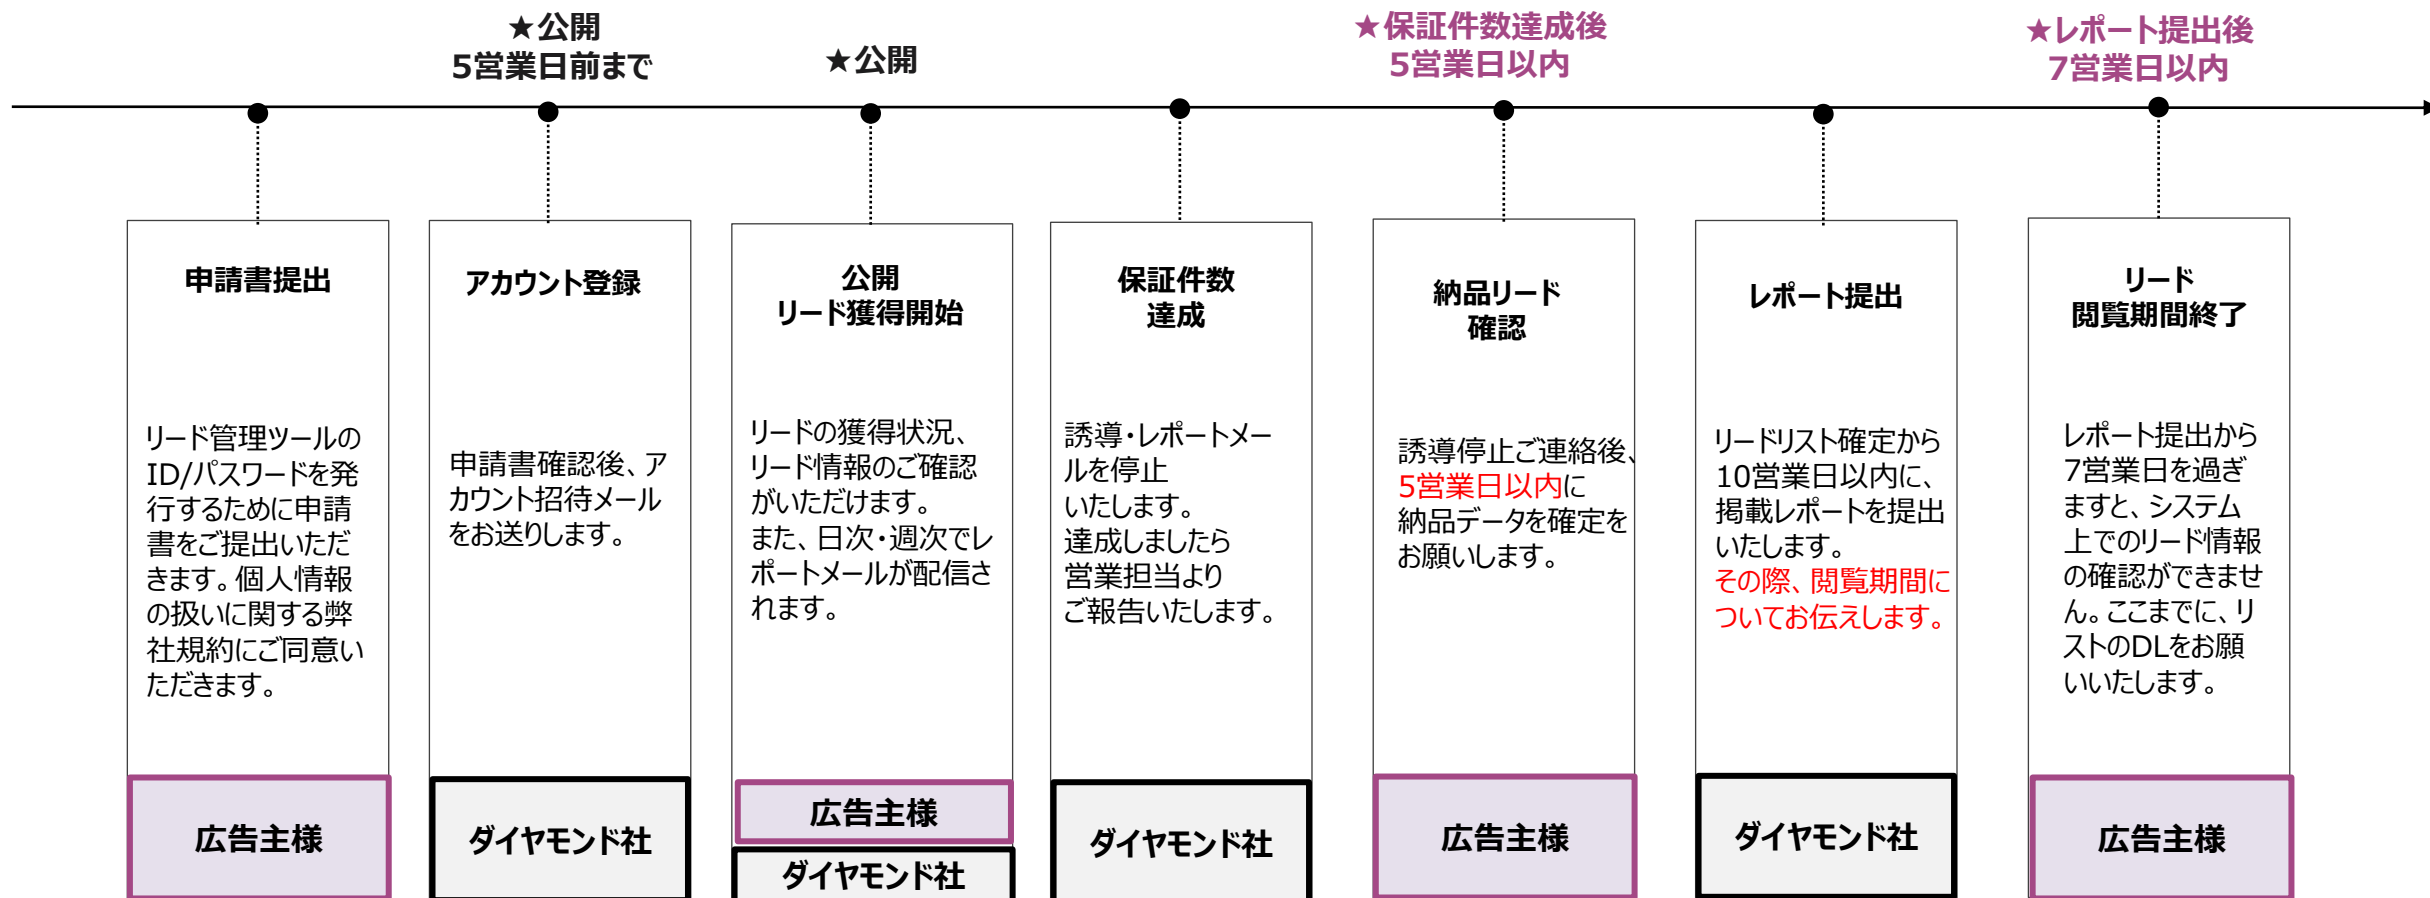 ★公開
5営業日前まで
★公開
★保証件数達成後
5営業日以内
★レポート提出後
7営業日以内
申請書提出
リード管理ツールの
ID/パスワードを発
行するために申請
書をご提出いただ
きます。個人情報
の扱いに関する弊
社規約にご同意い
ただきます。
広告主様
アカウント登録
申請書確認後、ア
カウント招待メール
をお送りします。
ダイヤモンド社
公開
リード獲得開始
リードの獲得状況、
リード情報のご確認
がいただけます。
また、日次・週次でレ
ポートメールが配信さ
れます。
広告主様
ダイヤモンド社
保証件数
達成
誘導・レポートメー
ルを停止
いたします。
達成しましたら
営業担当より
ご報告いたします。
ダイヤモンド社
納品リード
確認
誘導停止ご連絡後、
5営業日以内に
納品データを確定を
お願いします。
広告主様
レポート提出
リードリスト確定から
10営業日以内に、
掲載レポートを提出
いたします。
その際、閲覧期間に
ついてお伝えします。
ダイヤモンド社
リード
閲覧期間終了
レポート提出から
7営業日を過ぎ
ますと、システム
上でのリード情報
の確認ができませ
ん。ここまでに、リ
ストのDLをお願
いいたします。
広告主様